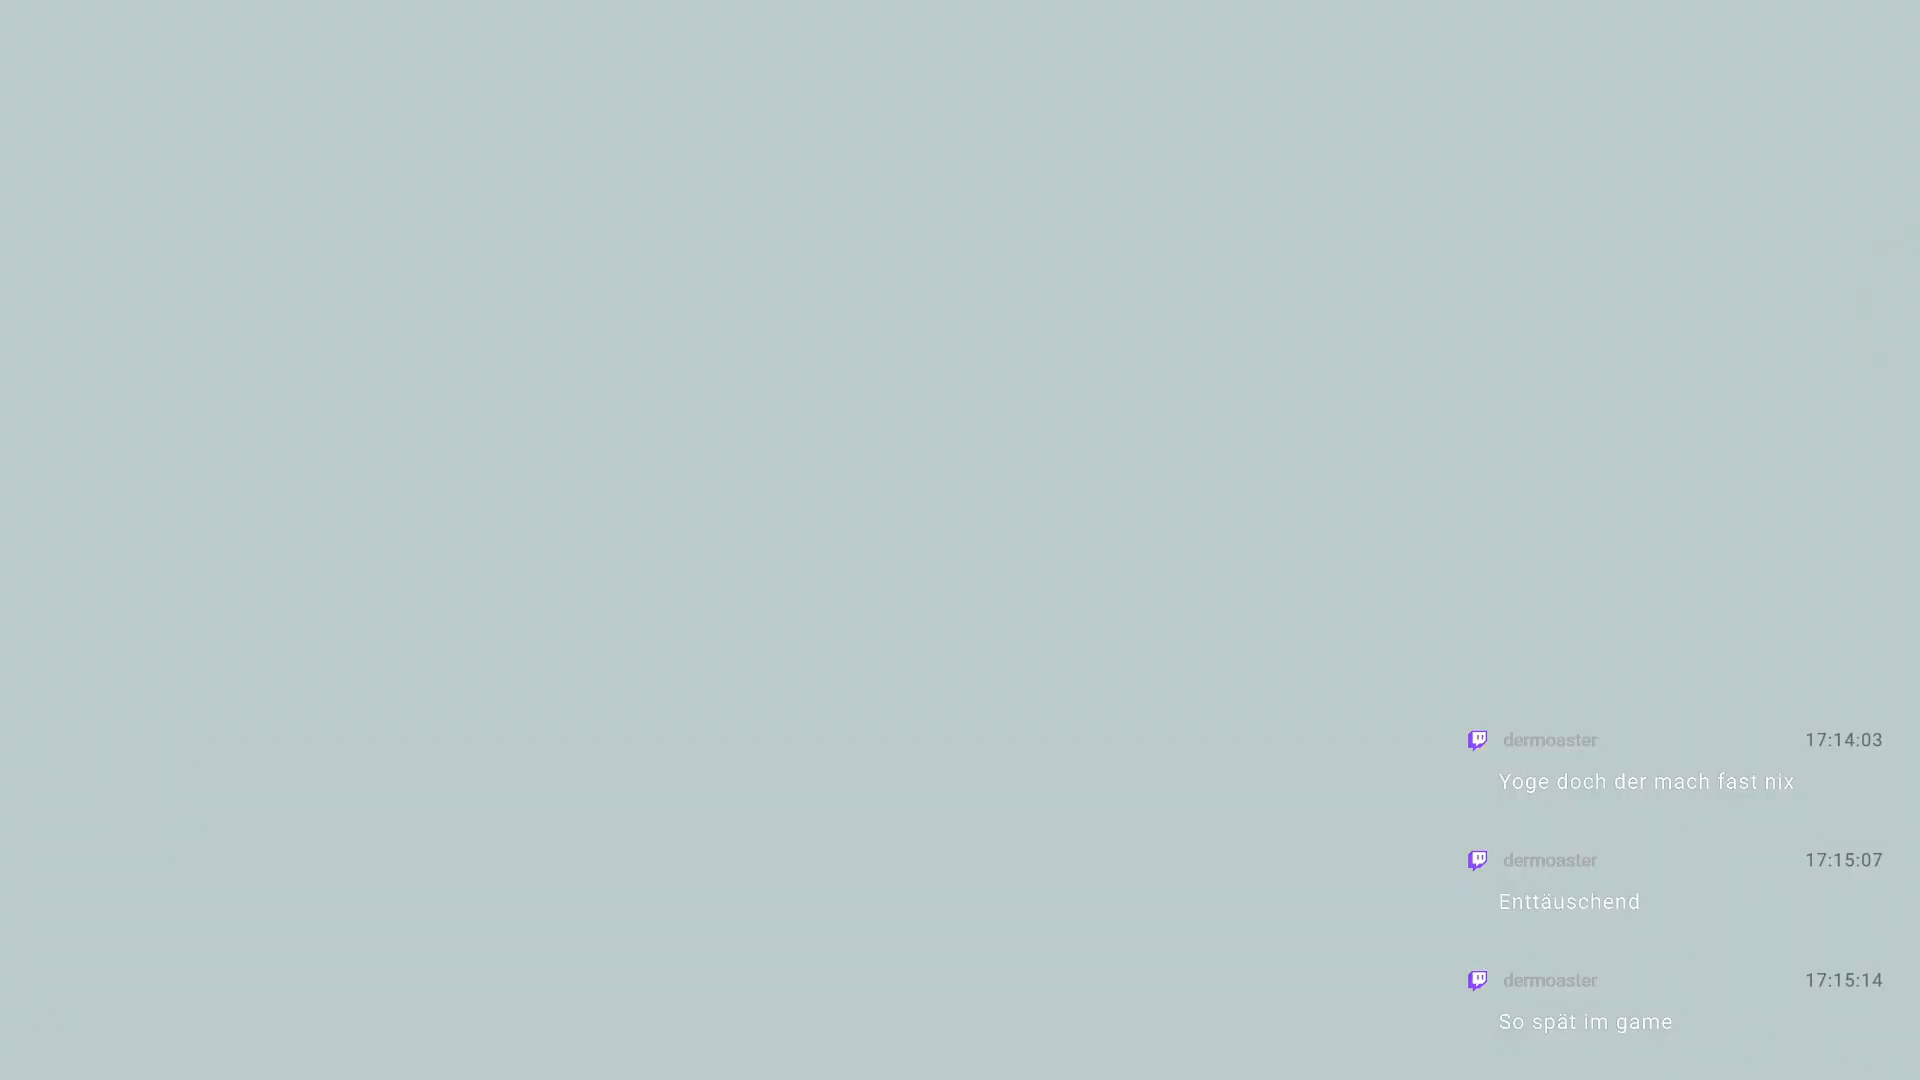 dermoaster 17:14:03
Yoge doch der mach fast nix
dermoaster 17:15:07
Enttäuschend
dermoaster 17:15:14
So spät im game